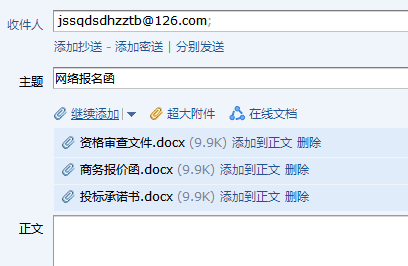 收件人 jssqdsdhzztb@126.com;
添加抄送 - 添加密送 | 分别发送
主题 网络报名函
继续添加 | 超大附件 在线文档
资格审查文件.docx (9.9K) 添加到正文 删除
商务报价函.docx (9.9K) 添加到正文 删除
投标承诺书.docx (9.9K) 添加到正文 删除
正文